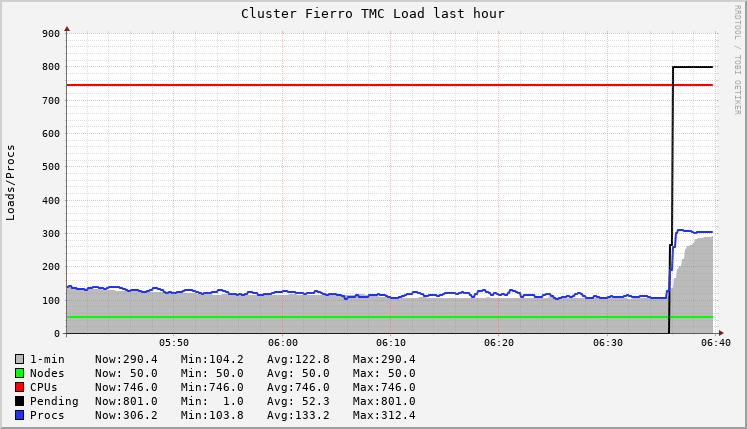 Cluster Fierro TMC Load last hour
RRDTOOL / TOBI OETIKER
Loads/Procs
900
800
700
600
500
400
300
200
100
0
05:50 06:00 06:10 06:20 06:30 06:40
1-min Now:290.4 Min:104.2 Avg:122.8 Max:290.4
Nodes Now: 50.0 Min: 50.0 Avg: 50.0 Max: 50.0
CPUs Now:746.0 Min:746.0 Avg:746.0 Max:746.0
Pending Now:801.0 Min: 1.0 Avg: 52.3 Max:801.0
Procs Now:306.2 Min:103.8 Avg:133.2 Max:312.4